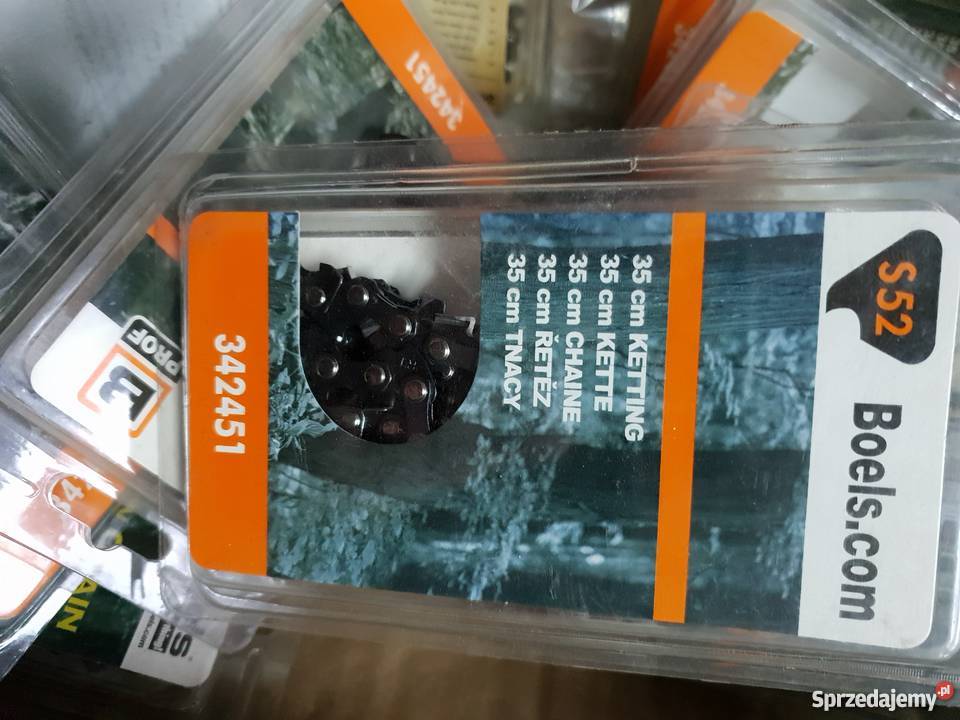 S52
Boels.com
35 cm KETTING
35 cm KETTE
35 cm CHAINE
35 cm ŘETĚZ
35 cm TNACY
342451
342451
B
PROF
Sprzedajemy.pl